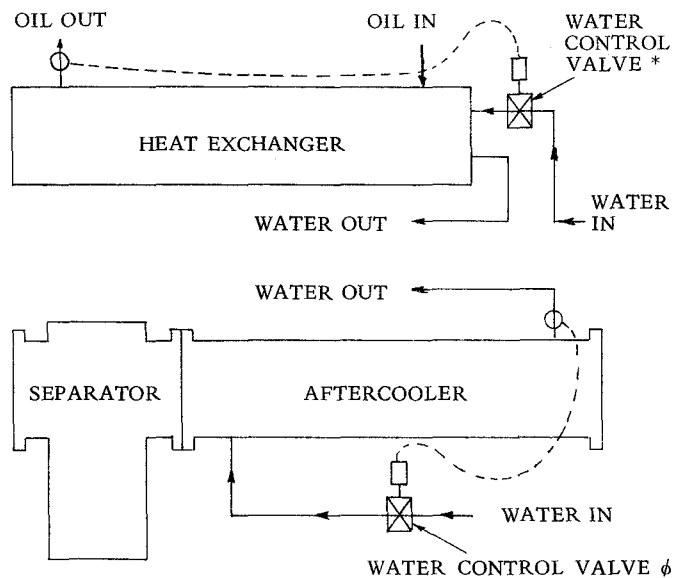 OIL OUT
OIL IN
WATER
CONTROL
VALVE *
HEAT EXCHANGER
WATER OUT
WATER
IN
WATER OUT
SEPARATOR
AFTERCOOLER
WATER IN
WATER CONTROL VALVE ϕ